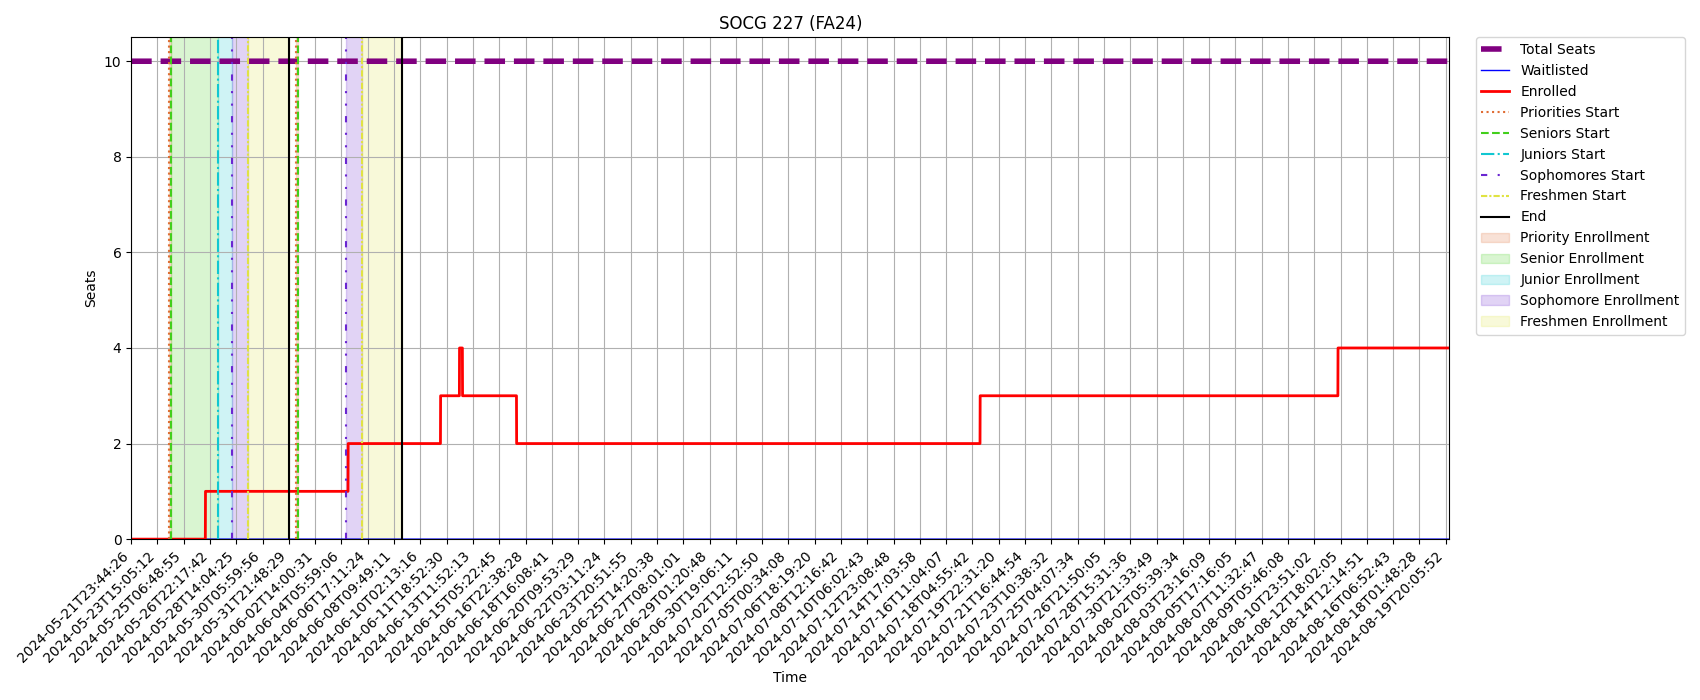 SOCG 227 (FA24)
Seats
10
8
6
4
2
0
2024-05-21T23:44:26
2024-05-23T15:05:12
2024-05-25T06:48:55
2024-05-26T22:17:42
2024-05-28T14:04:25
2024-05-30T05:59:56
2024-05-31T21:48:29
2024-06-02T14:00:31
2024-06-04T05:59:06
2024-06-06T17:11:24
2024-06-08T09:49:11
2024-06-10T02:13:16
2024-06-11T18:52:30
2024-06-13T11:52:13
2024-06-15T05:22:45
2024-06-16T22:38:28
2024-06-18T16:08:41
2024-06-20T09:53:29
2024-06-22T03:11:24
2024-06-23T20:51:55
2024-06-25T14:20:38
2024-06-27T08:01:01
2024-06-29T01:20:48
2024-06-30T19:06:11
2024-07-02T12:52:50
2024-07-05T00:34:08
2024-07-06T18:19:20
2024-07-08T12:16:42
2024-07-10T06:02:43
2024-07-12T23:08:48
2024-07-14T17:03:58
2024-07-16T11:04:07
2024-07-18T04:55:42
2024-07-19T22:31:20
2024-07-21T16:44:54
2024-07-23T10:38:32
2024-07-25T04:07:34
2024-07-26T21:50:05
2024-07-28T15:31:36
2024-07-30T21:33:49
2024-08-02T05:39:34
2024-08-03T23:16:09
2024-08-05T17:16:05
2024-08-07T11:32:47
2024-08-09T05:46:08
2024-08-10T23:51:02
2024-08-12T18:02:05
2024-08-14T12:14:51
2024-08-16T06:52:43
2024-08-18T01:48:28
2024-08-19T20:05:52
Time
Total Seats
Waitlisted
Enrolled
Priorities Start
Seniors Start
Juniors Start
Sophomores Start
Freshmen Start
End
Priority Enrollment
Senior Enrollment
Junior Enrollment
Sophomore Enrollment
Freshmen Enrollment